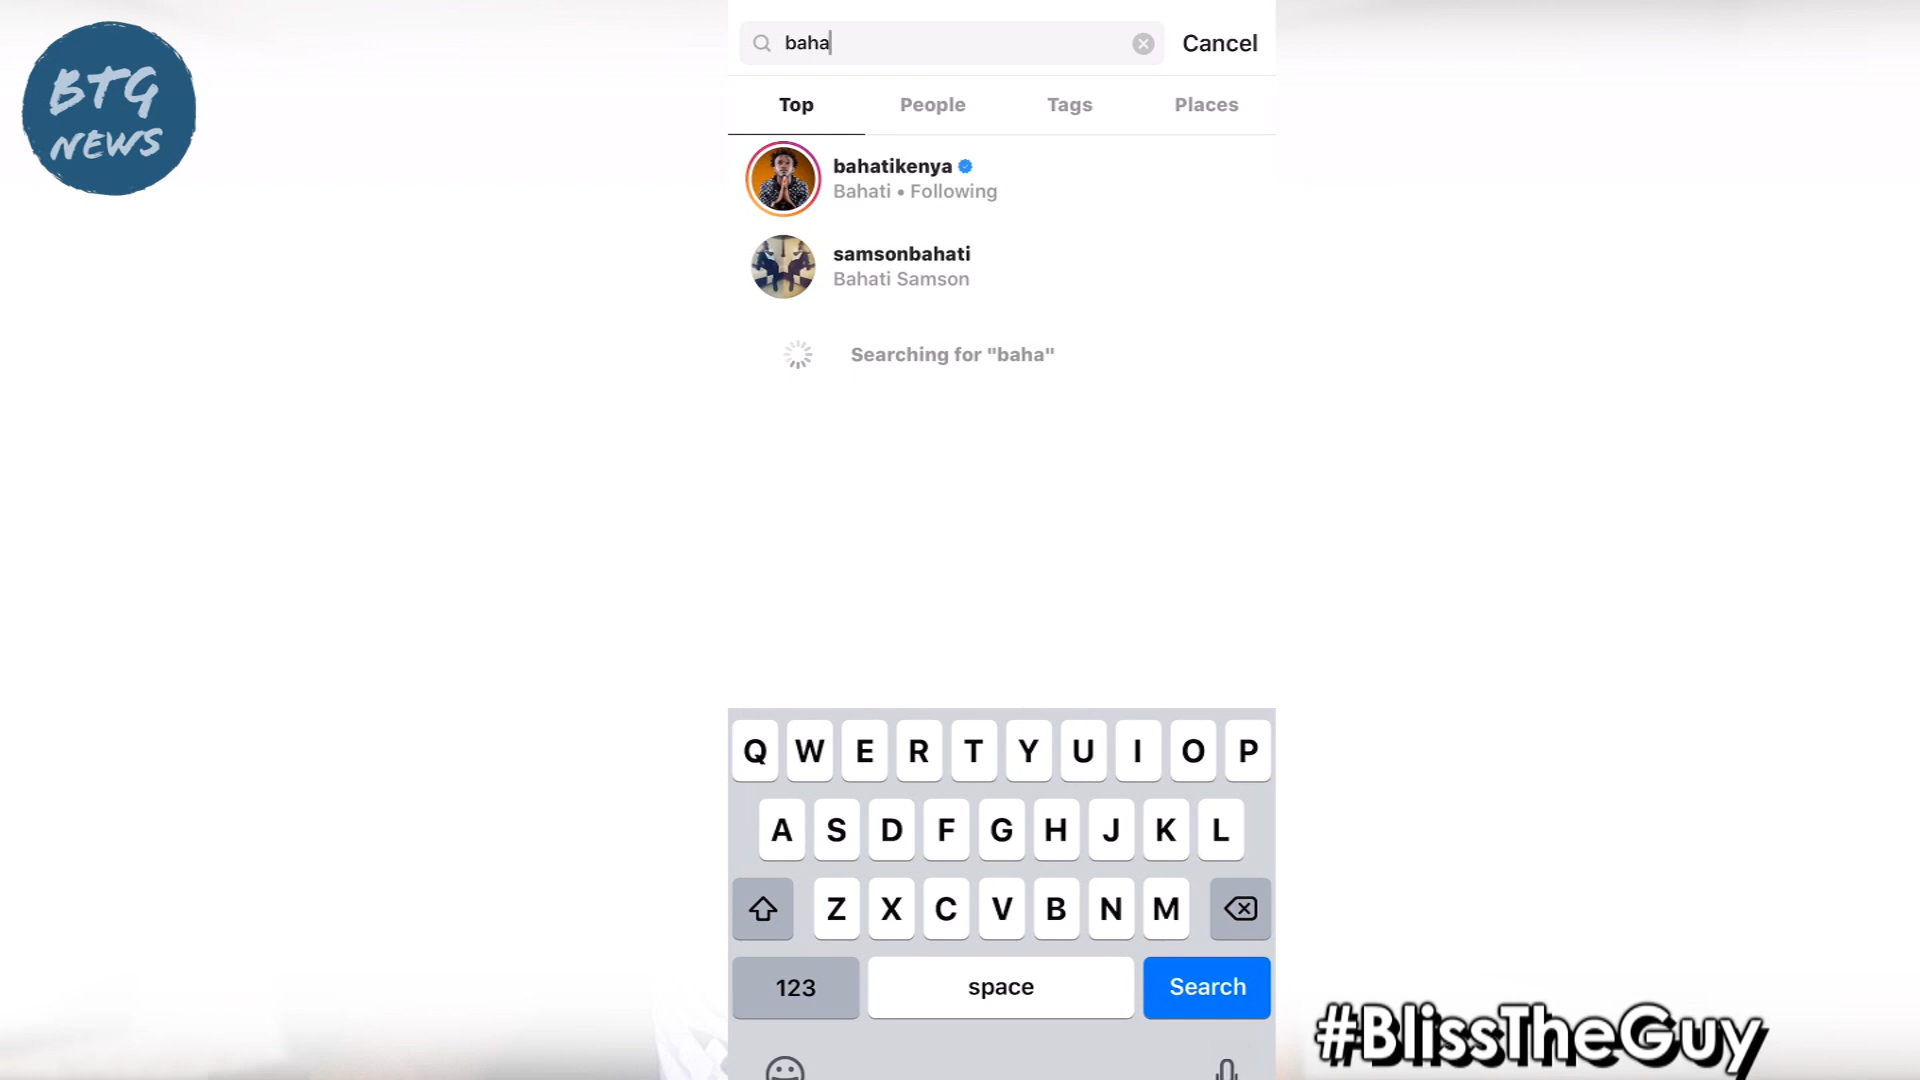 BTG
NEWS
baha
Cancel
Top
People
Tags
Places
bahatikenya
Bahati • Following
samsonbahati
Bahati Samson
Searching for "baha"
Q W E R T Y U I O P
A S D F G H J K L
Z X C V B N M
123
space
Search
#BlissTheGuy